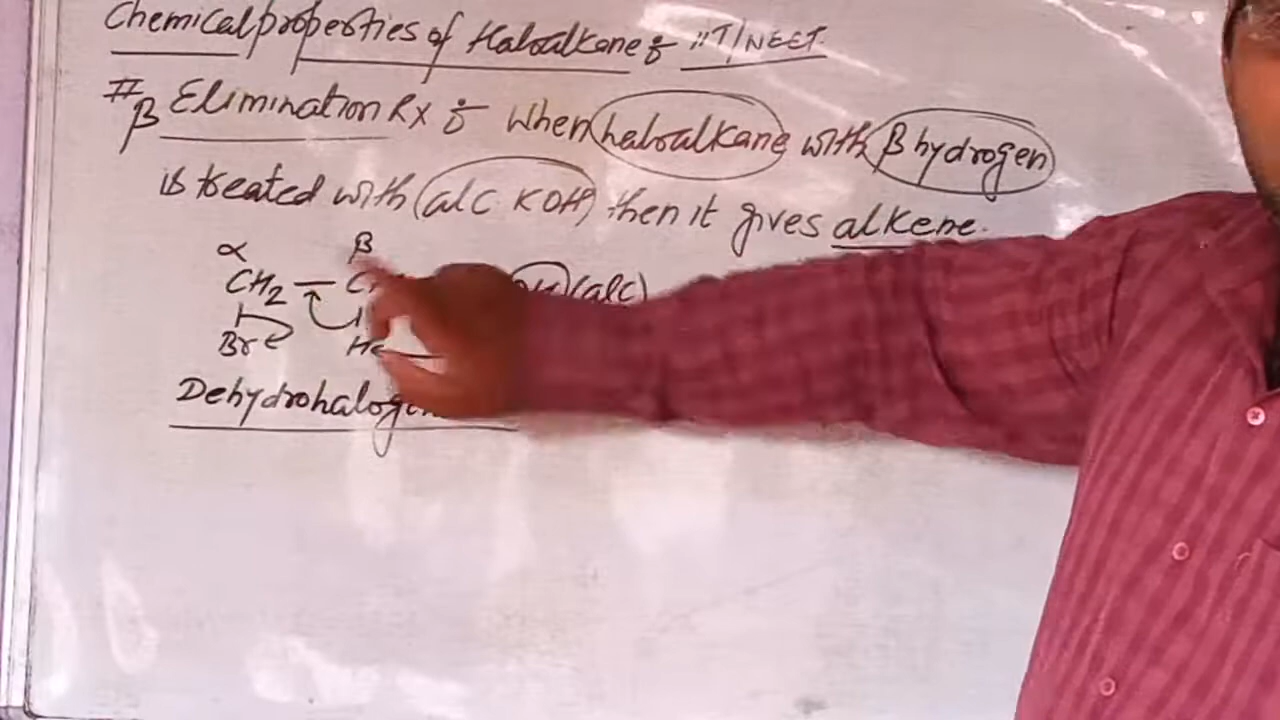 Chemical properties of Haloalkane :- IIT/NEET.
# β Elimination Rx :- When haloalkane with β hydrogen
is treated with (alc KOH) then it gives alkene.
α β
CH2 — (alc)
Br H